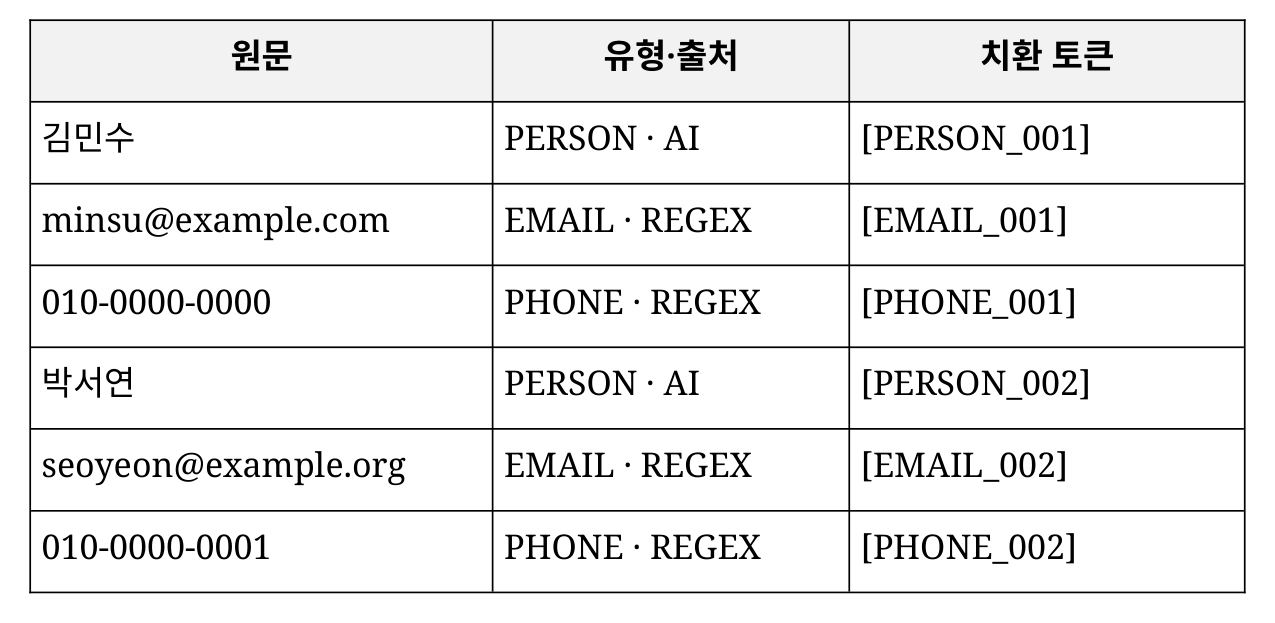 원문 유형·출처 치환 토큰
김민수 PERSON · AI [PERSON_001]
minsu@example.com EMAIL · REGEX [EMAIL_001]
010-0000-0000 PHONE · REGEX [PHONE_001]
박서연 PERSON · AI [PERSON_002]
seoyeon@example.org EMAIL · REGEX [EMAIL_002]
010-0000-0001 PHONE · REGEX [PHONE_002]